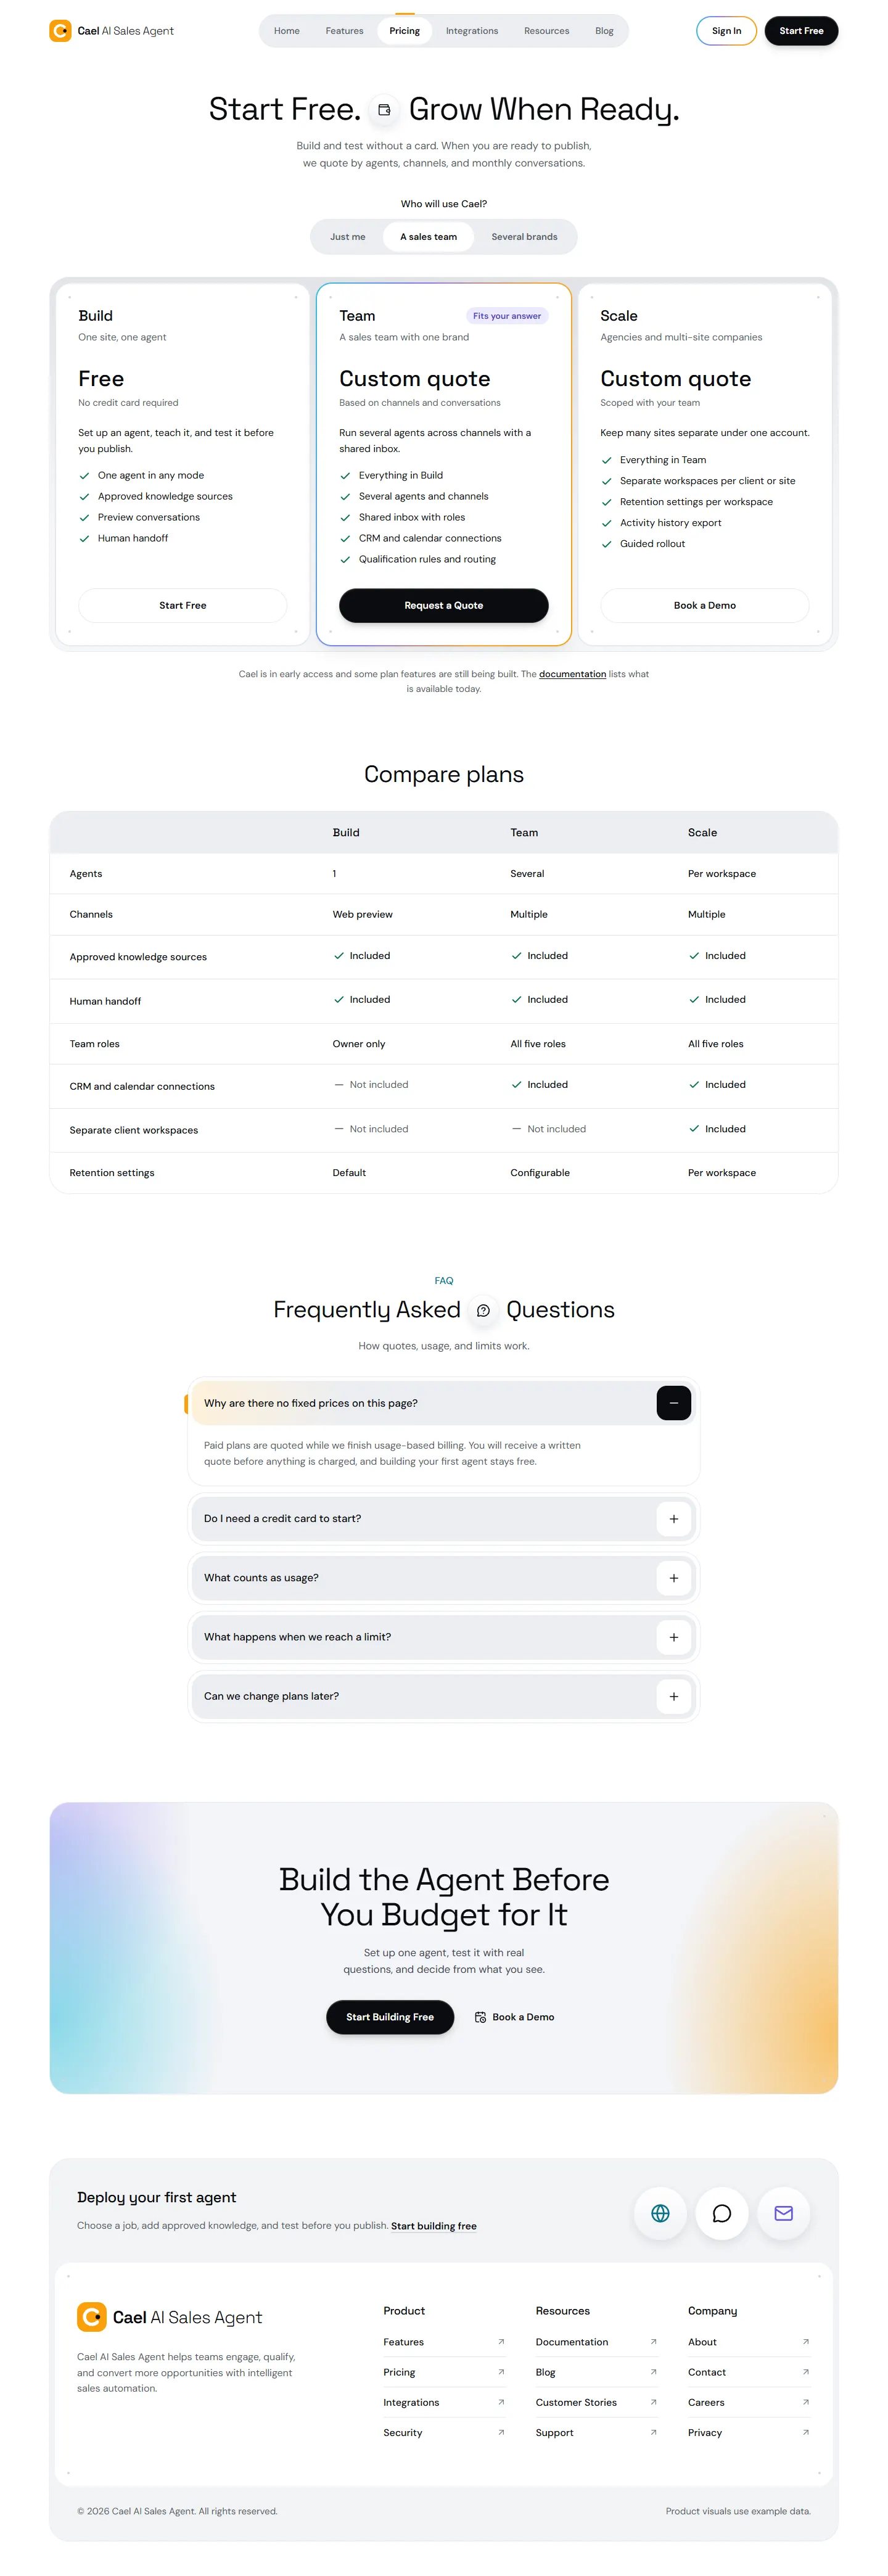 Cael AI Sales Agent
Home Features Pricing Integrations Resources Blog
Sign In
Start Free
Start Free. Grow When Ready.
Build and test without a card. When you are ready to publish,
we quote by agents, channels, and monthly conversations.
Who will use Cael?
Just me A sales team Several brands
Build
One site, one agent
Free
No credit card required
Set up an agent, teach it, and test it before
you publish.
One agent in any mode
Approved knowledge sources
Preview conversations
Human handoff
Start Free
Team
Fits your answer
A sales team with one brand
Custom quote
Based on channels and conversations
Run several agents across channels with a
shared inbox.
Everything in Build
Several agents and channels
Shared inbox with roles
CRM and calendar connections
Qualification rules and routing
Request a Quote
Scale
Agencies and multi-site companies
Custom quote
Scoped with your team
Keep many sites separate under one account.
Everything in Team
Separate workspaces per client or site
Retention settings per workspace
Activity history export
Guided rollout
Book a Demo
Cael is in early access and some plan features are still being built. The documentation lists what
is available today.
Compare plans
Build Team Scale
Agents 1 Several Per workspace
Channels Web preview Multiple Multiple
Approved knowledge sources Included Included Included
Human handoff Included Included Included
Team roles Owner only All five roles All five roles
CRM and calendar connections Not included Included Included
Separate client workspaces Not included Not included Included
Retention settings Default Configurable Per workspace
FAQ
Frequently Asked Questions
How quotes, usage, and limits work.
Why are there no fixed prices on this page?
Paid plans are quoted while we finish usage-based billing. You will receive a written
quote before anything is charged, and building your first agent stays free.
Do I need a credit card to start?
What counts as usage?
What happens when we reach a limit?
Can we change plans later?
Build the Agent Before
You Budget for It
Set up one agent, test it with real
questions, and decide from what you see.
Start Building Free
Book a Demo
Deploy your first agent
Choose a job, add approved knowledge, and test before you publish. Start building free
Cael AI Sales Agent
Cael AI Sales Agent helps teams engage, qualify,
and convert more opportunities with intelligent
sales automation.
Product
Features
Pricing
Integrations
Security
Resources
Documentation
Blog
Customer Stories
Support
Company
About
Contact
Careers
Privacy
© 2026 Cael AI Sales Agent. All rights reserved.
Product visuals use example data.